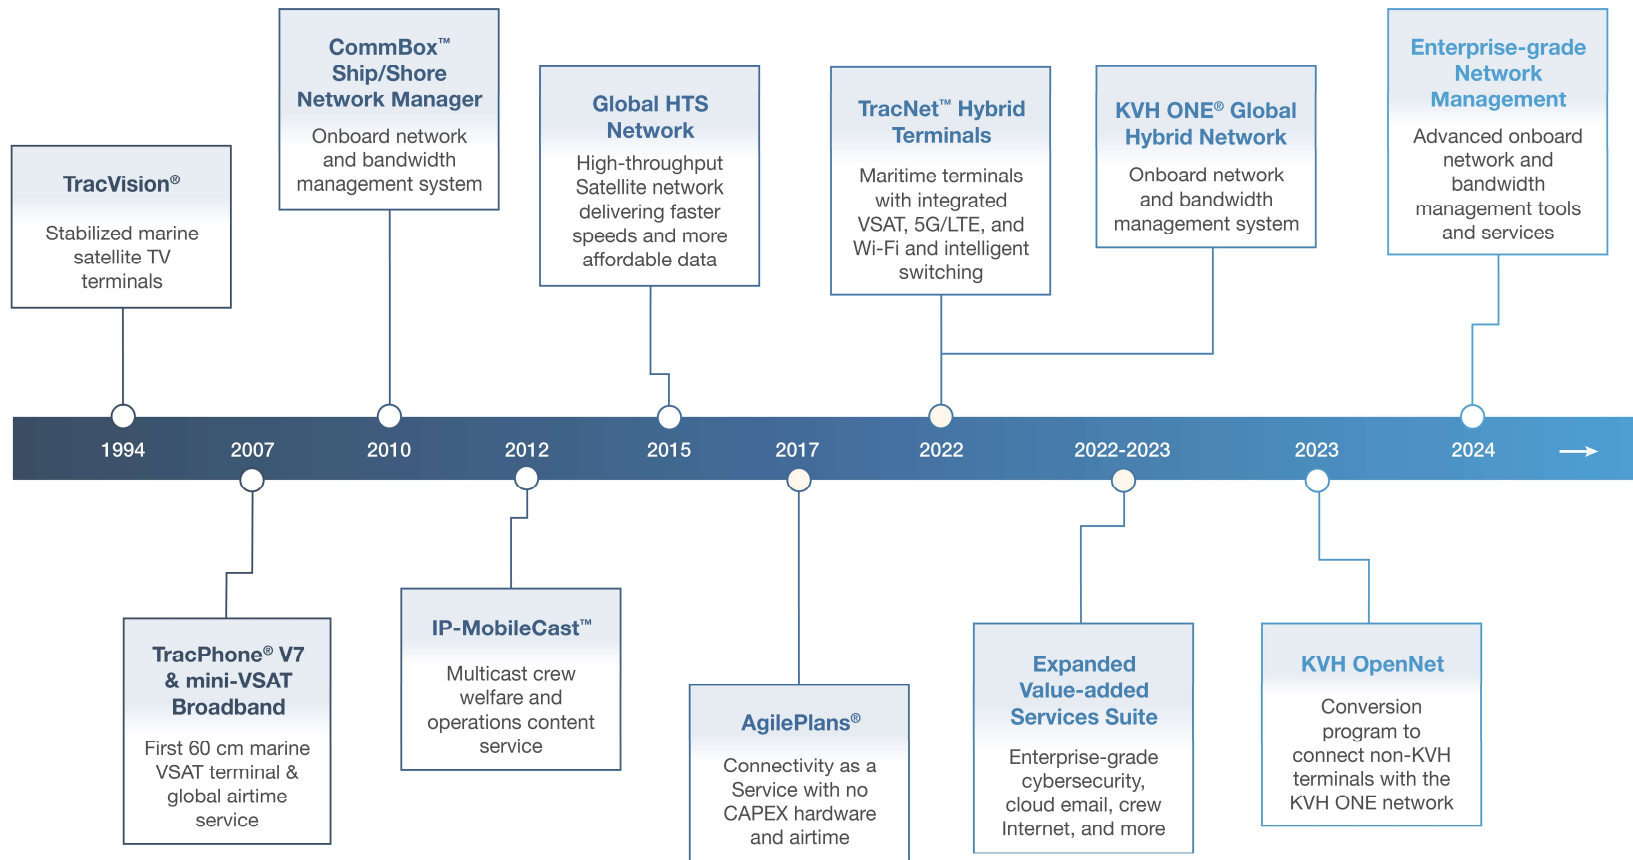 TracVision®
Stabilized marine
satellite TV
terminals
CommBox™
Ship/Shore
Network Manager
Onboard network
and bandwidth
management system
Global HTS
Network
High-throughput
Satellite network
delivering faster
speeds and more
affordable data
TracNet™ Hybrid
Terminals
Maritime terminals
with integrated
VSAT, 5G/LTE, and
Wi-Fi and intelligent
switching
KVH ONE® Global
Hybrid Network
Onboard network
and bandwidth
management system
Enterprise-grade
Network
Management
Advanced onboard
network and
bandwidth
management tools
and services
1994
2007
2010
2012
2015
2017
2022
2022-2023
2023
2024
TracPhone® V7
& mini-VSAT
Broadband
First 60 cm marine
VSAT terminal &
global airtime
service
IP-MobileCast™
Multicast crew
welfare and
operations content
service
AgilePlans®
Connectivity as a
Service with no
CAPEX hardware
and airtime
Expanded
Value-added
Services Suite
Enterprise-grade
cybersecurity,
cloud email, crew
Internet, and more
KVH OpenNet
Conversion
program to
connect non-KVH
terminals with the
KVH ONE network